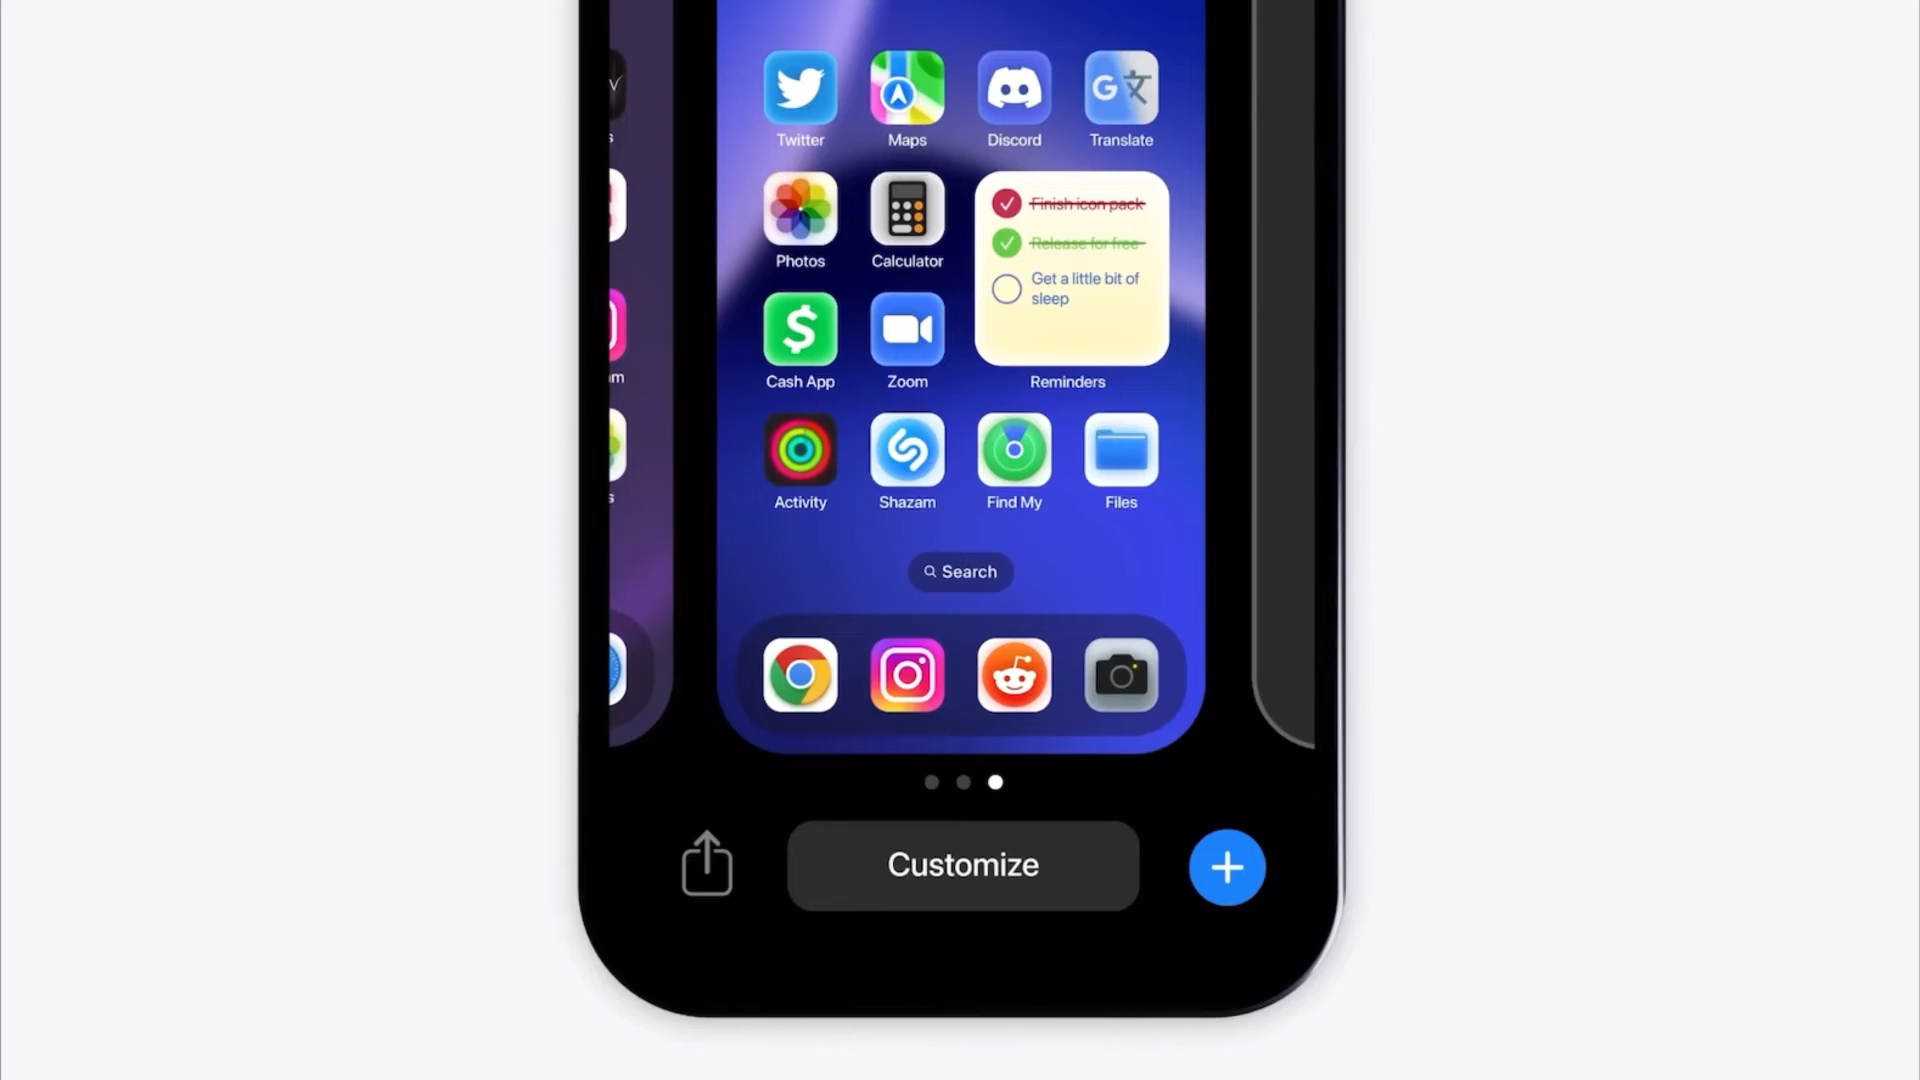 Twitter
Maps
Discord
Translate
Photos
Calculator
Finish icon pack
Release for free
Get a little bit of
sleep
Cash App
Zoom
Reminders
Activity
Shazam
Find My
Files
Search
Customize